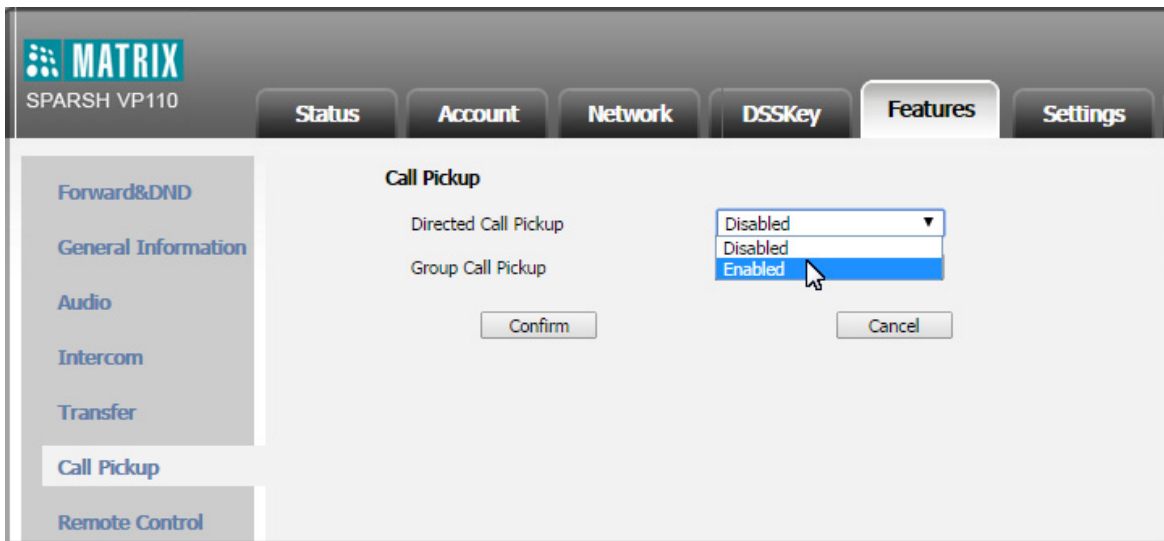 MATRIX
SPARSH VP110
Status Account Network DSSKey Features Settings
Forward&DND
General Information
Audio
Intercom
Transfer
Call Pickup
Remote Control
Call Pickup
Directed Call Pickup Disabled
Disabled
Enabled
Group Call Pickup
Confirm Cancel